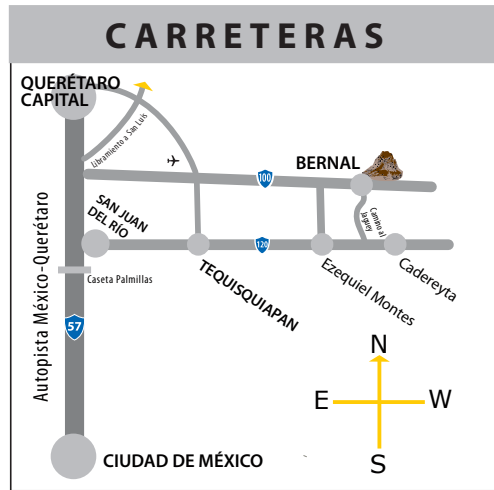 CARRETERAS
QUERÉTARO
CAPITAL
Libramiento a San Luis
BERNAL
100
SAN JUAN
DEL RÍO
Camino al
Jaguey
120
Caseta Palmillas
TEQUISQUIAPAN
Ezequiel Montes
Cadereyta
Autopista México-Querétaro
57
N
E
W
S
CIUDAD DE MÉXICO